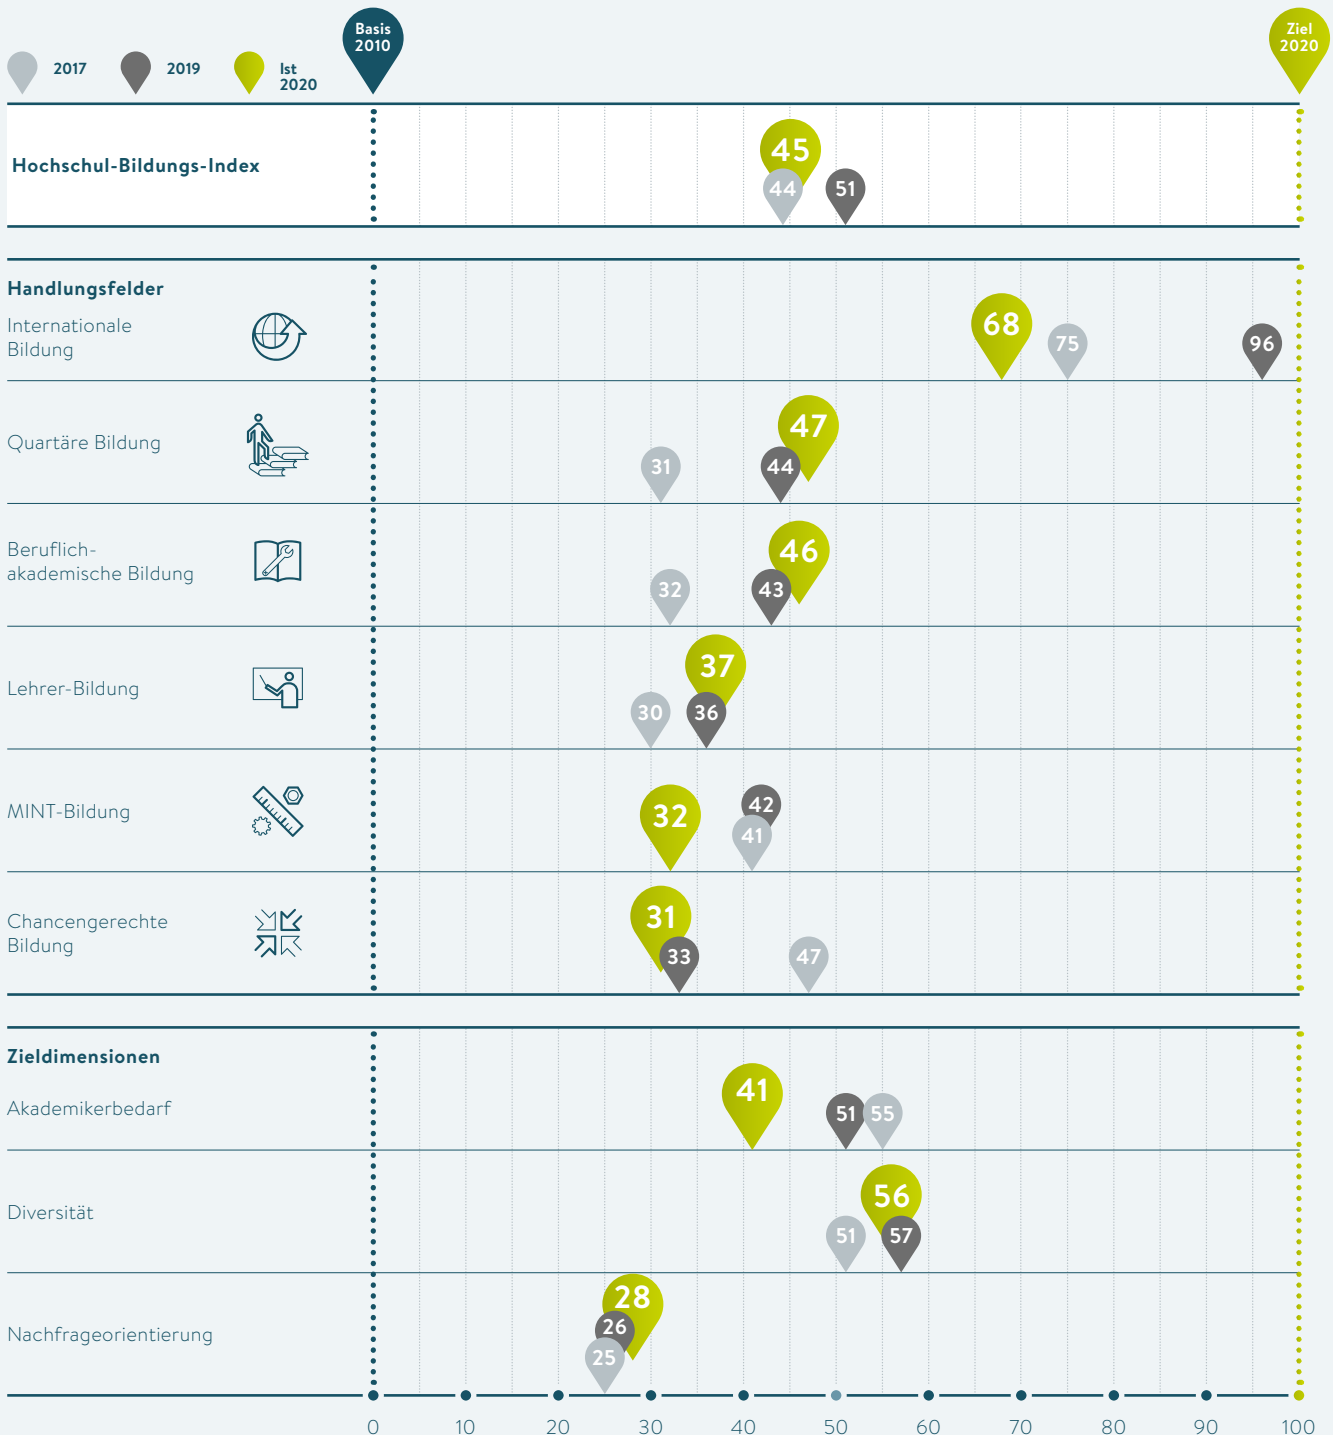 Basis
2010
Ziel
2020
2017
2019
Ist
2020
Hochschul-Bildungs-Index
45
44
51
Handlungsfelder
Internationale
Bildung
68
75
96
Quartäre Bildung
31
44
47
Beruflich-
akademische Bildung
32
43
46
Lehrer-Bildung
30
36
37
MINT-Bildung
32
42
41
Chancengerechte
Bildung
31
33
47
Zieldimensionen
Akademikerbedarf
41
51
55
Diversität
51
56
57
Nachfrageorientierung
28
26
25
0 10 20 30 40 50 60 70 80 90 100